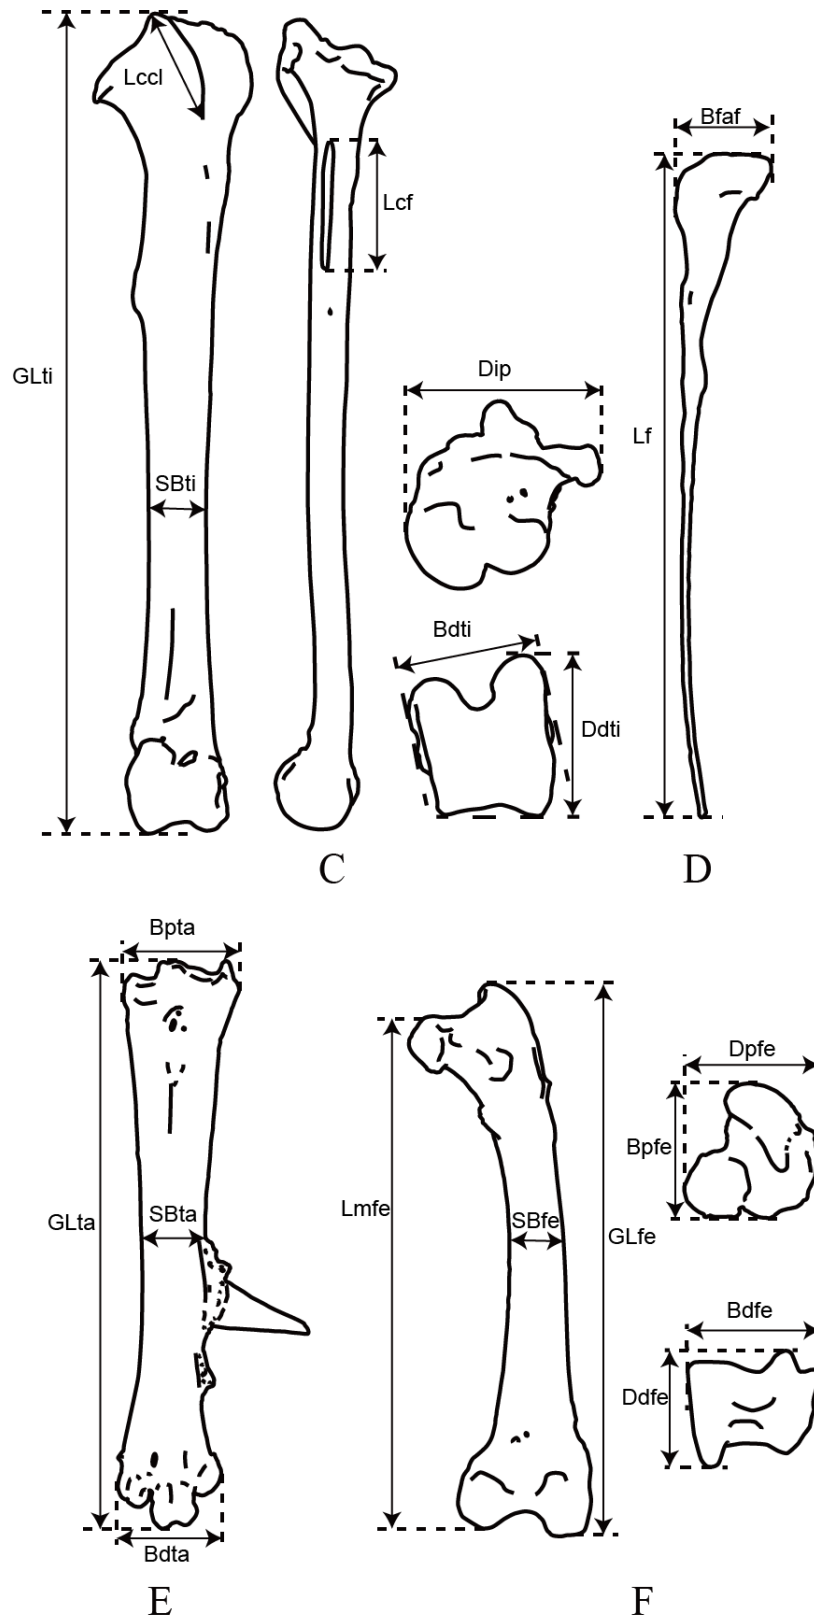 Lccl
Bfaf
Lcf
GLti
Dip
Lf
SBti
Bdti
Ddti
C
D
Bpta
Dpfe
Bpfe
Lmfe
GLta
SBta
SBfe
GLfe
Bdfe
Ddfe
Bdta
E
F